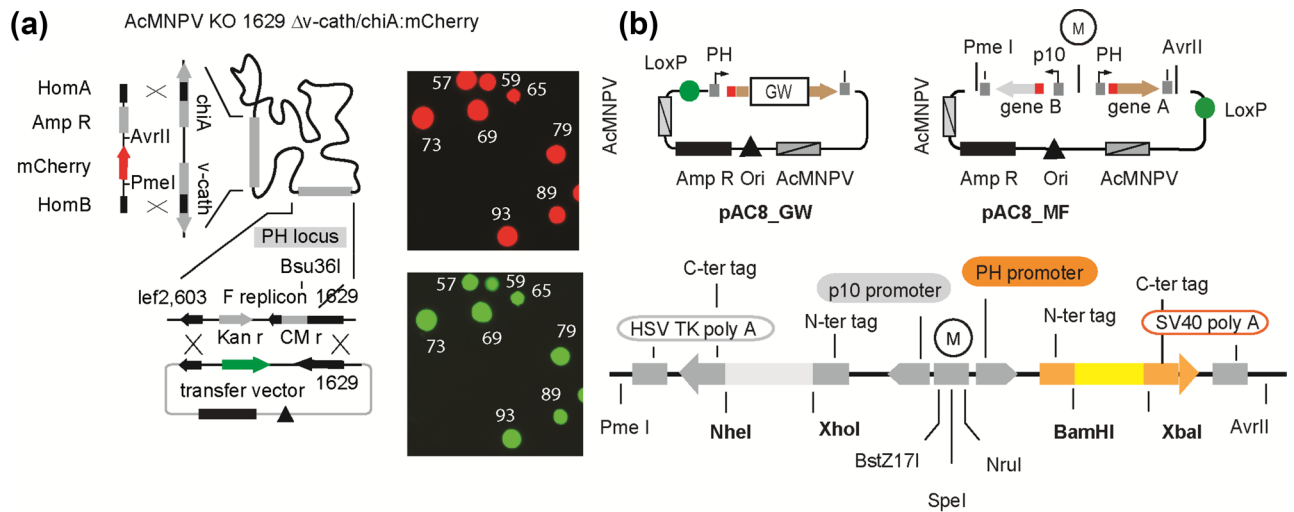 (a)
AcMNPV KO 1629 Δv-cath/chiA:mCherry
HomA
Amp R
AvrII
mCherry
PmeI
HomB
chiA
v-cath
PH locus
Bsu36I
lef2,603 F replicon 1629
Kan r CM r
1629
transfer vector
57 59 65
73 69 79
89
93
57 59 65
73 69 79
89
93
(b)
LoxP PH
GW
AcMNPV
Amp R Ori AcMNPV
pAC8_GW
M
Pme I p10 PH AvrII
gene B gene A
LoxP
AcMNPV
Amp R Ori AcMNPV
pAC8_MF
C-ter tag
HSV TK poly A
p10 promoter
N-ter tag
M
PH promoter
N-ter tag
C-ter tag
SV40 poly A
Pme I
NheI
XhoI
BstZ17I
SpeI
NruI
BamHI
XbaI
AvrII